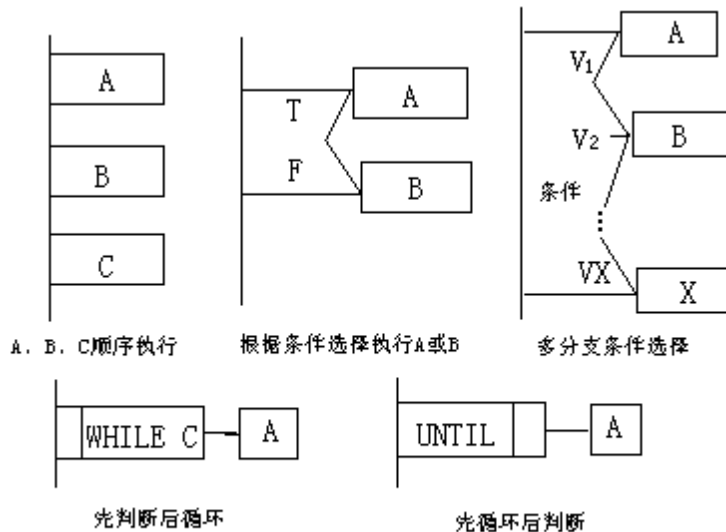 A
B
C
A、B、C顺序执行
T
A
F
B
根据条件选择执行A或B
A
V1
V2
B
条件
VX
X
多分支条件选择
WHILE C
A
先判断后循环
UNTIL
A
先循环后判断